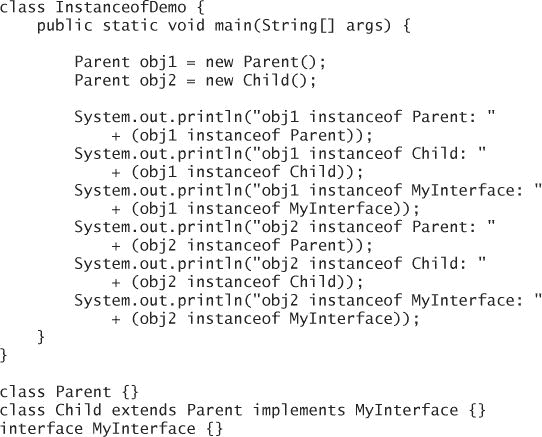 class InstanceofDemo {
    public static void main(String[] args) {

        Parent obj1 = new Parent();
        Parent obj2 = new Child();

        System.out.println("obj1 instanceof Parent: "
            + (obj1 instanceof Parent));
        System.out.println("obj1 instanceof Child: "
            + (obj1 instanceof Child));
        System.out.println("obj1 instanceof MyInterface: "
            + (obj1 instanceof MyInterface));
        System.out.println("obj2 instanceof Parent: "
            + (obj2 instanceof Parent));
        System.out.println("obj2 instanceof Child: "
            + (obj2 instanceof Child));
        System.out.println("obj2 instanceof MyInterface: "
            + (obj2 instanceof MyInterface));
    }
}

class Parent {}
class Child extends Parent implements MyInterface {}
interface MyInterface {}